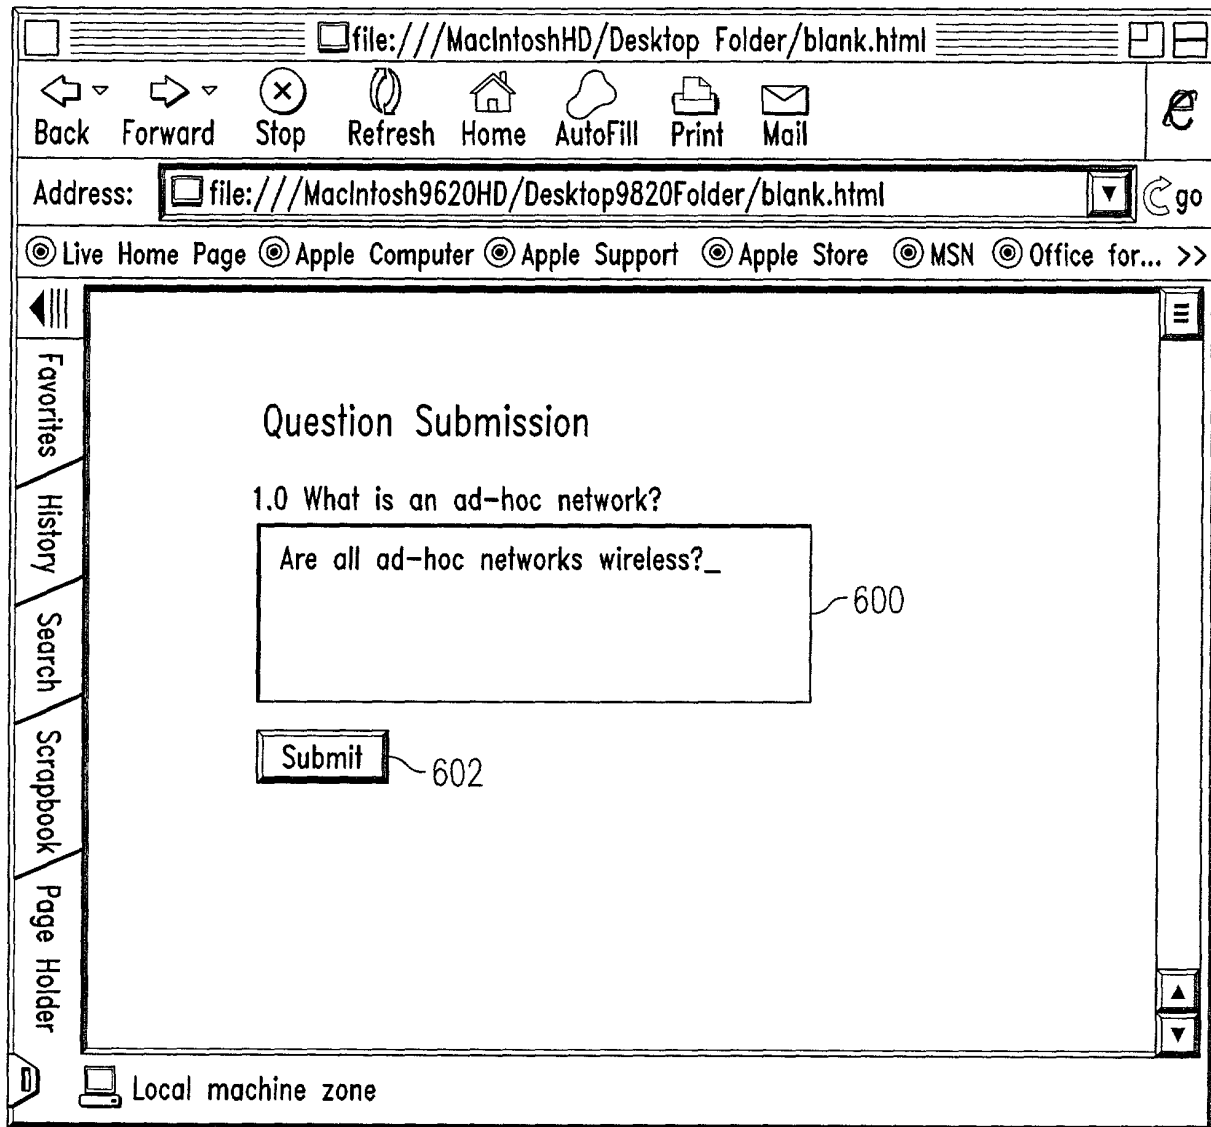 file:///MacIntoshHD/Desktop Folder/blank.html
Back Forward Stop Refresh Home AutoFill Print Mail
e
Address: file:///MacIntosh9620HD/Desktop9820Folder/blank.html go
Live Home Page Apple Computer Apple Support Apple Store MSN Office for... >>
Favorites
History
Search
Scrapbook
Page Holder
Question Submission
1.0 What is an ad-hoc network?
Are all ad-hoc networks wireless?_
600
Submit
602
Local machine zone